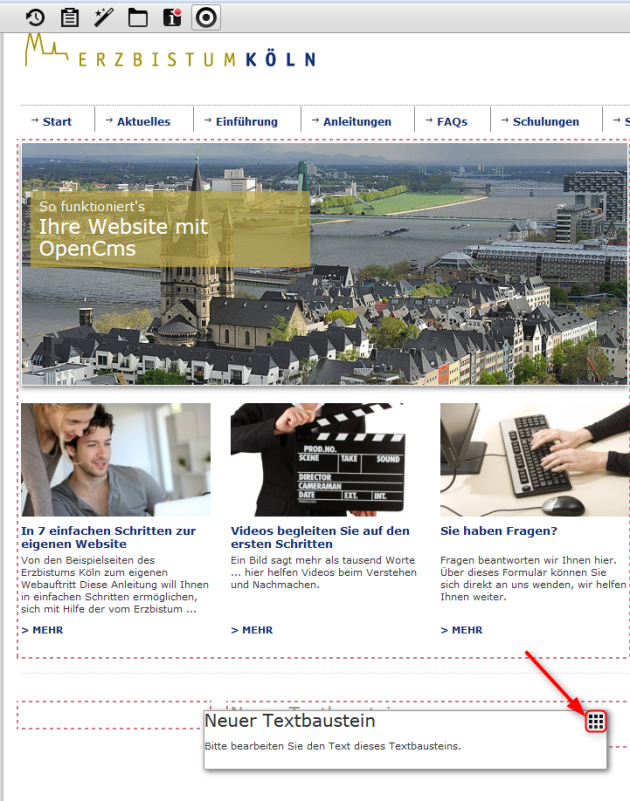 ERZBISTUMKÖLN
→ Start → Aktuelles → Einführung → Anleitungen → FAQs → Schulungen → S
So funktioniert's
Ihre Website mit
OpenCms
PROD.NO.
SCENE TAKE SOUND
DIRECTOR
CAMERAMAN
DATE EXT. INT.
In 7 einfachen Schritten zur
eigenen Website
Von den Beispielseiten des
Erzbistums Köln zum eigenen
Webauftritt Diese Anleitung will Ihnen
in einfachen Schritten ermöglichen,
sich mit Hilfe der vom Erzbistum ...
> MEHR
Videos begleiten Sie auf den
ersten Schritten
Ein Bild sagt mehr als tausend Worte
... hier helfen Videos beim Verstehen
und Nachmachen.
> MEHR
Sie haben Fragen?
Fragen beantworten wir Ihnen hier.
Über dieses Formular können Sie
sich direkt an uns wenden, wir helfen
Ihnen weiter.
> MEHR
Neuer Textbaustein
Bitte bearbeiten Sie den Text dieses Textbausteins.